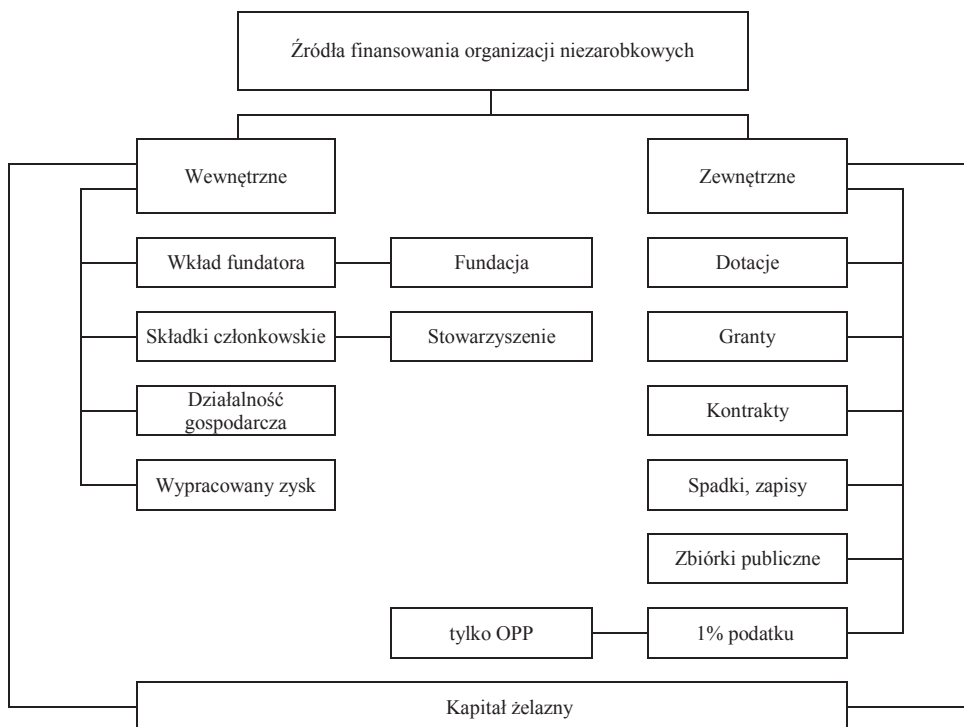 Źródła finansowania organizacji niezarobkowych
Wewnętrzne
Zewnętrzne
Wkład fundatora
Fundacja
Dotacje
Składki członkowskie
Stowarzyszenie
Granty
Działalność
gospodarcza
Kontrakty
Wypracowany zysk
Spadki, zapisy
Zbiórki publiczne
tylko OPP
1% podatku
Kapitał żelazny